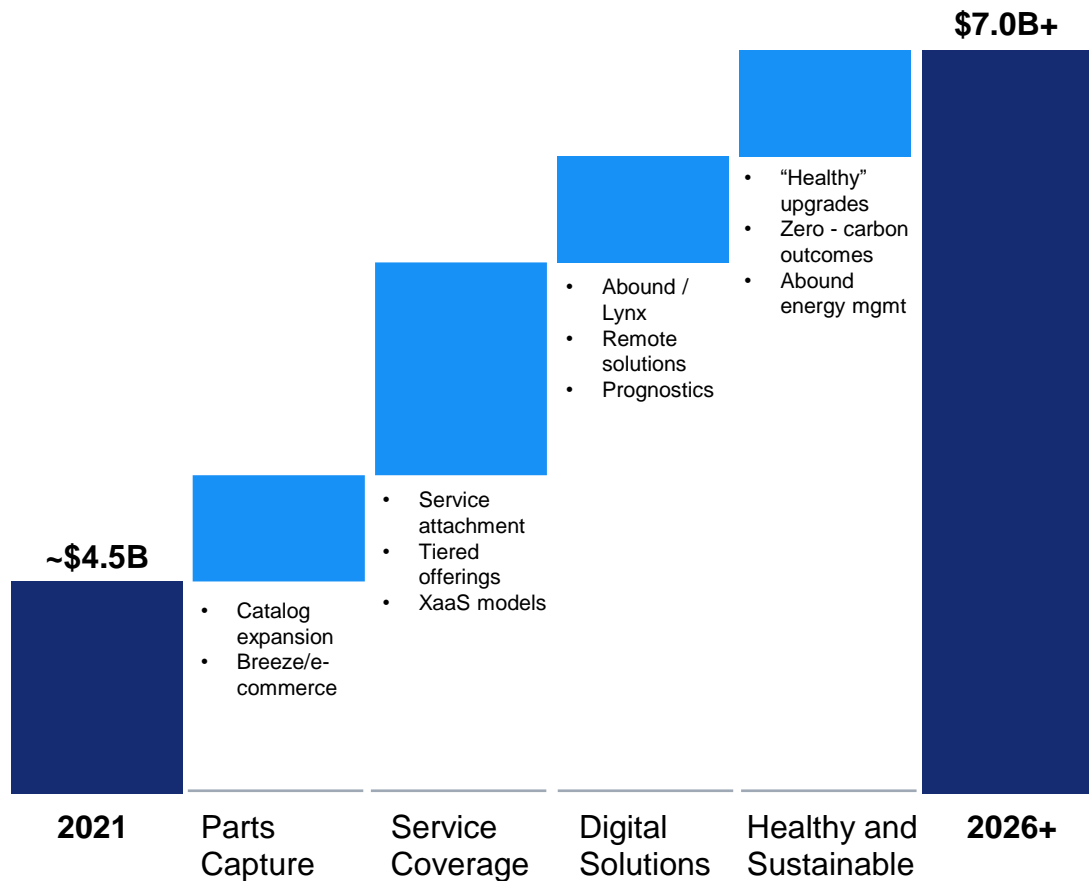 $7.0B+
• “Healthy”
upgrades
• Zero - carbon
outcomes
• Abound
energy mgmt
• Abound /
Lynx
• Remote
solutions
• Prognostics
• Service
attachment
• Tiered
offerings
• XaaS models
~$4.5B
• Catalog
expansion
• Breeze/e-
commerce
2021
Parts
Capture
Service
Coverage
Digital
Solutions
Healthy and
Sustainable
2026+